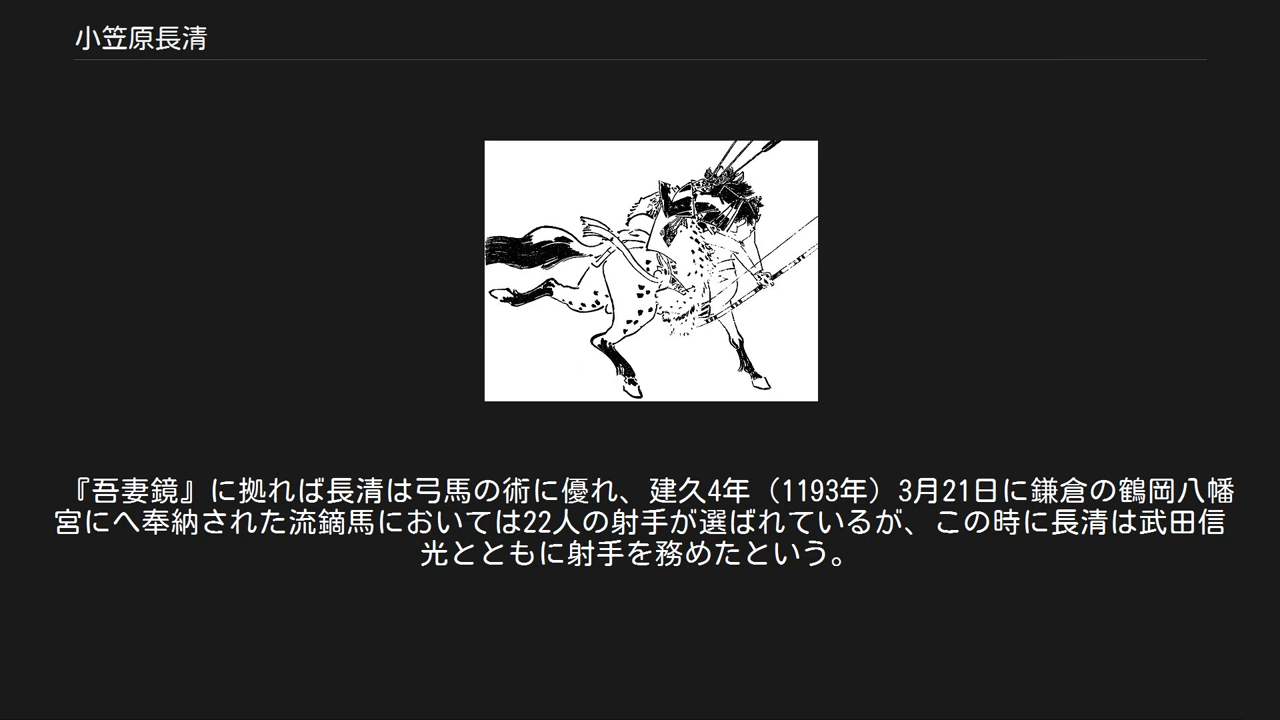 小笠原長清
『吾妻鏡』に拠れば長清は弓馬の術に優れ、建久4年（1193年）3月21日に鎌倉の鶴岡八幡
宮にへ奉納された流鏑馬においては22人の射手が選ばれているが、この時に長清は武田信
光とともに射手を務めたという。